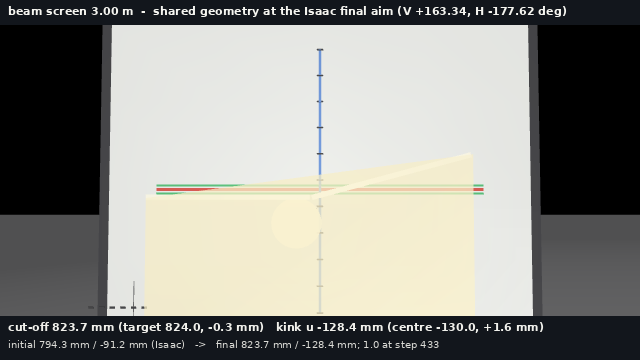 beam screen 3.00 m - shared geometry at the Isaac final aim (V +163.34, H -177.62 deg)
cut-off 823.7 mm (target 824.0, -0.3 mm) kink u -128.4 mm (centre -130.0, +1.6 mm)
initial 794.3 mm / -91.2 mm (Isaac) -> final 823.7 mm / -128.4 mm; 1.0 at step 433